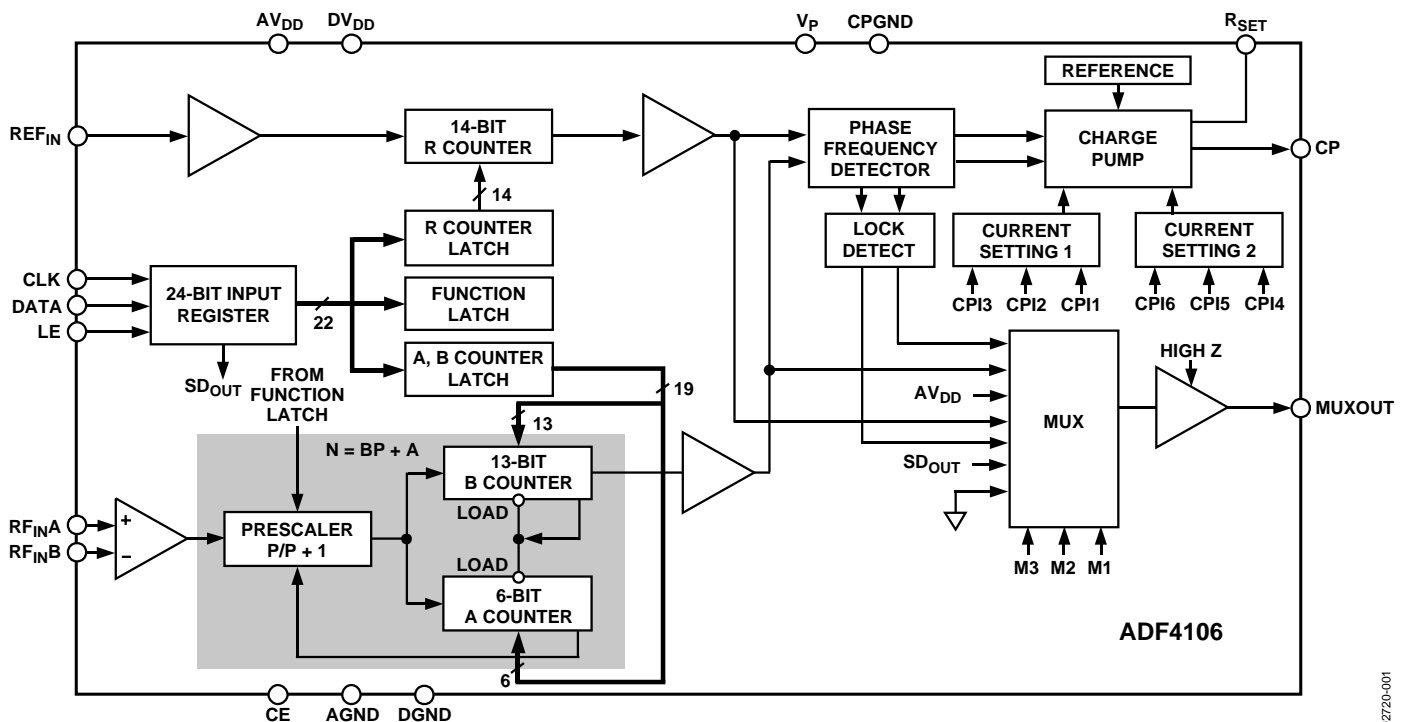 AVDD DVDD VP CPGND RSET
REFIN
14-BIT
R COUNTER
14
PHASE
FREQUENCY
DETECTOR
REFERENCE
CHARGE
PUMP
CP
R COUNTER
LATCH
LOCK
DETECT
CURRENT
SETTING 1
CURRENT
SETTING 2
CPI3 CPI2 CPI1
CPI6 CPI5 CPI4
CLK
DATA
LE
24-BIT INPUT
REGISTER
22
SDOUT
FUNCTION
LATCH
A, B COUNTER
LATCH
19
FROM
FUNCTION
LATCH
13
N = BP + A
13-BIT
B COUNTER
LOAD
RFINA
RFINB
+
–
PRESCALER
P/P + 1
LOAD
6-BIT
A COUNTER
6
AVDD
SDOUT
MUX
HIGH Z
MUXOUT
M3 M2 M1
ADF4106
CE AGND DGND
02720-001